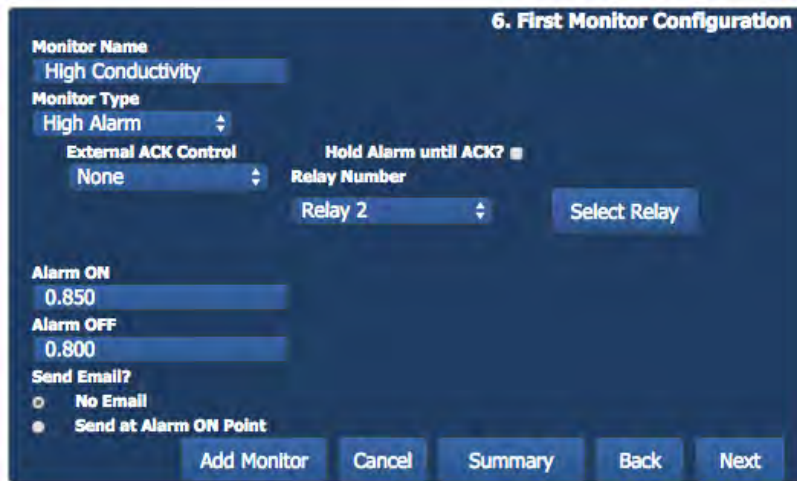 6. First Monitor Configuration
Monitor Name
High Conductivity
Monitor Type
High Alarm
External ACK Control
Hold Alarm until ACK?
None
Relay Number
Relay 2
Select Relay
Alarm ON
0.850
Alarm OFF
0.800
Send Email?
No Email
Send at Alarm ON Point
Add Monitor
Cancel
Summary
Back
Next